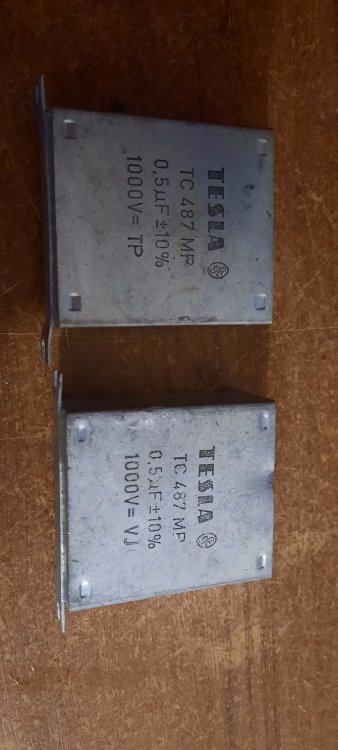 TESLA
TC 487 MP
0,5µF±10%
1000V= TP
TESLA
TC 487 MP
0,5µF±10%
1000V= VJ